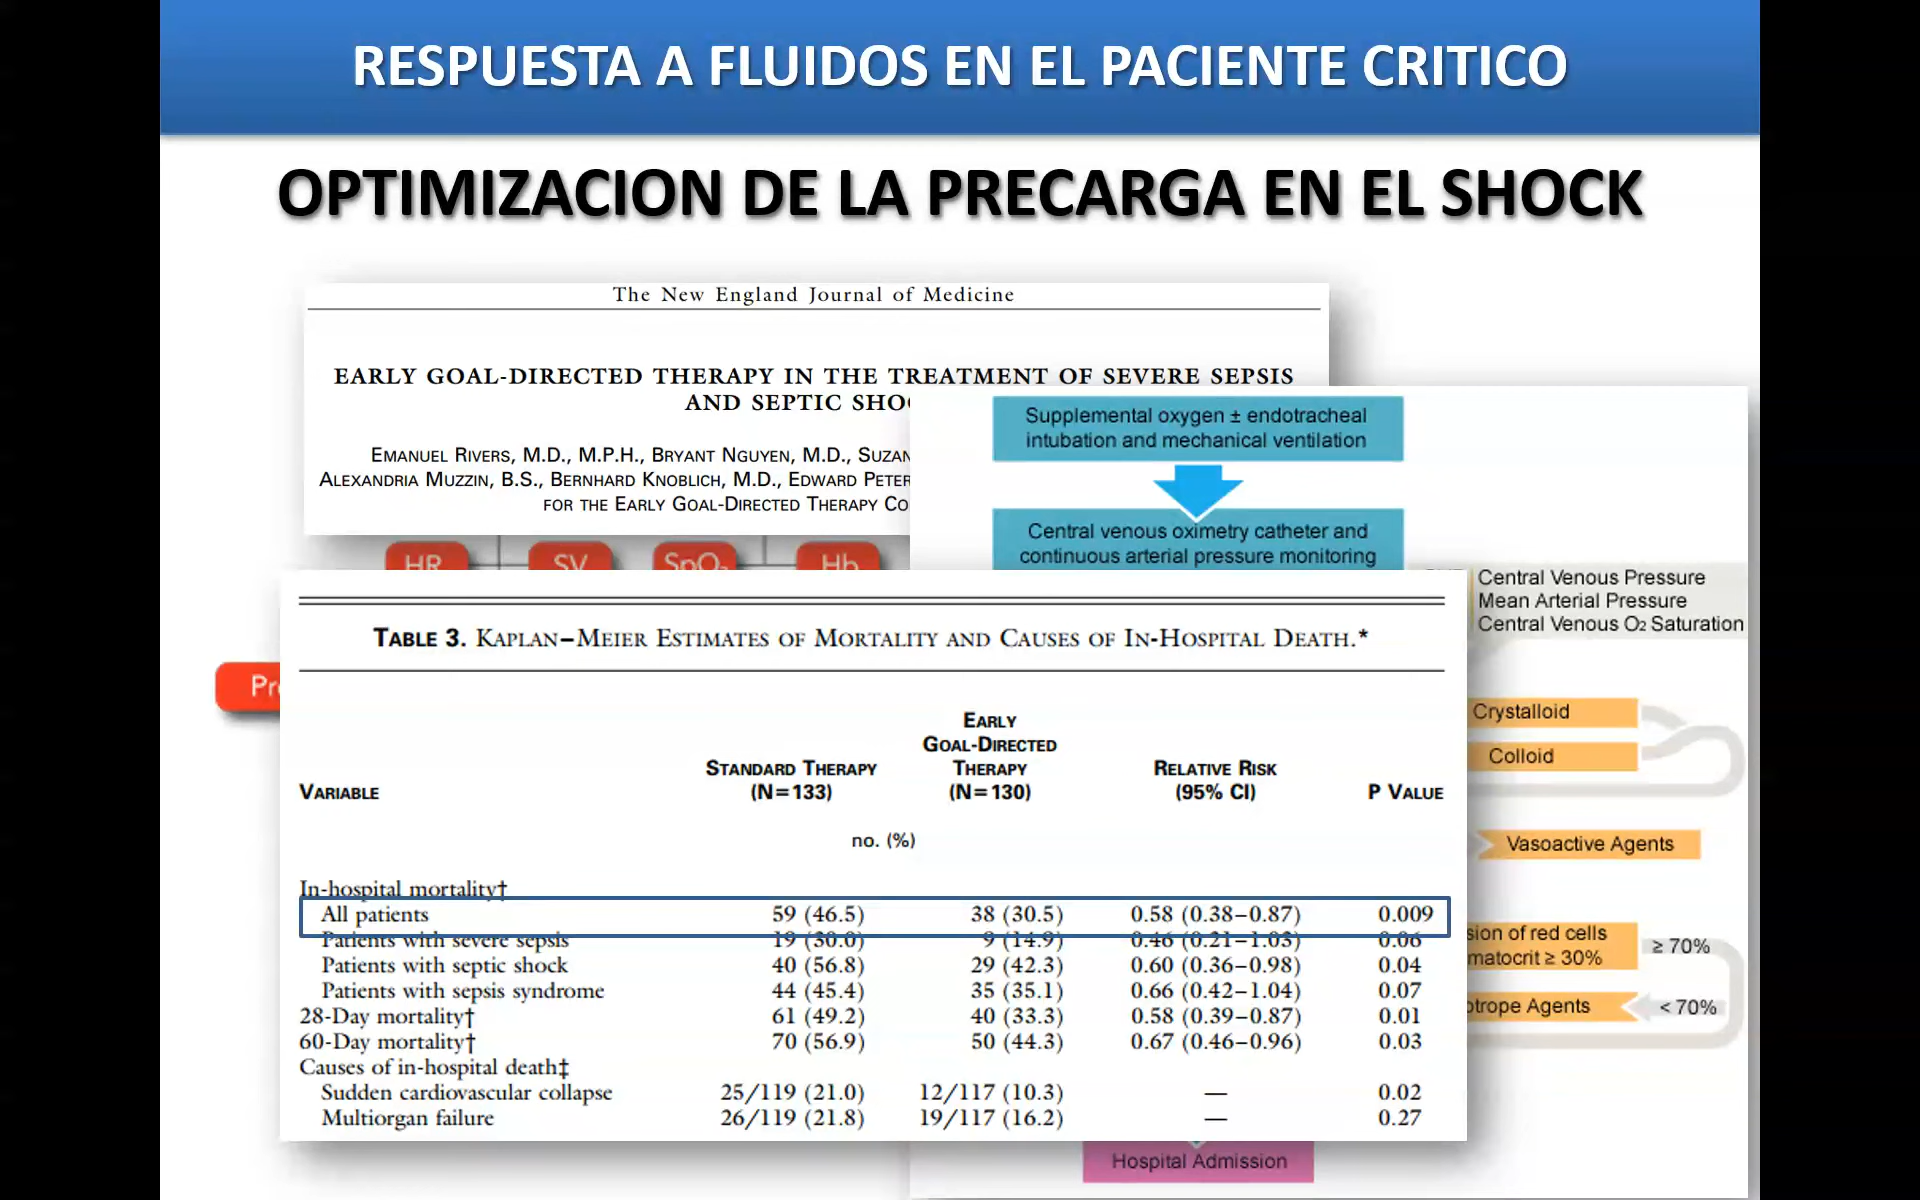 RESPUESTA A FLUIDOS EN EL PACIENTE CRITICO
OPTIMIZACION DE LA PRECARGA EN EL SHOCK
The New England Journal of Medicine
EARLY GOAL-DIRECTED THERAPY IN THE TREATMENT OF SEVERE SEPSIS
AND SEPTIC
EMANUEL RIVERS, M.D., M.P.H., BRYANT NGUYEN, M.D.,
ALEXANDRIA MUZZIN, B.S., BERNHARD KNOBLICH, M.D., EDWARD
FOR THE EARLY GOAL-DIRECTED THERAPY
Supplemental oxygen ± endotracheal
intubation and mechanical ventilation
Central venous oximetry catheter and
continuous arterial pressure monitoring
HR SV SpO₂ Hb
Central Venous Pressure
Mean Arterial Pressure
Central Venous O₂ Saturation
TABLE 3. KAPLAN–MEIER ESTIMATES OF MORTALITY AND CAUSES OF IN-HOSPITAL DEATH.*
VARIABLE STANDARD THERAPY (N=133) EARLY GOAL-DIRECTED THERAPY (N=130) RELATIVE RISK (95% CI) P VALUE
no. (%)
In-hospital mortality†
All patients 59 (46.5) 38 (30.5) 0.58 (0.38–0.87) 0.009
Patients with severe sepsis 19 (30.0) 9 (14.9) 0.46 (0.21–1.03) 0.06
Patients with septic shock 40 (56.8) 29 (42.3) 0.60 (0.36–0.98) 0.04
Patients with sepsis syndrome 44 (45.4) 35 (35.1) 0.66 (0.42–1.04) 0.07
28-Day mortality† 61 (49.2) 40 (33.3) 0.58 (0.39–0.87) 0.01
60-Day mortality† 70 (56.9) 50 (44.3) 0.67 (0.46–0.96) 0.03
Causes of in-hospital death‡
Sudden cardiovascular collapse 25/119 (21.0) 12/117 (10.3) — 0.02
Multiorgan failure 26/119 (21.8) 19/117 (16.2) — 0.27
Crystalloid
Colloid
Vasoactive Agents
of red cells
≥ 30%
≥ 70%
Agents
< 70%
Hospital Admission